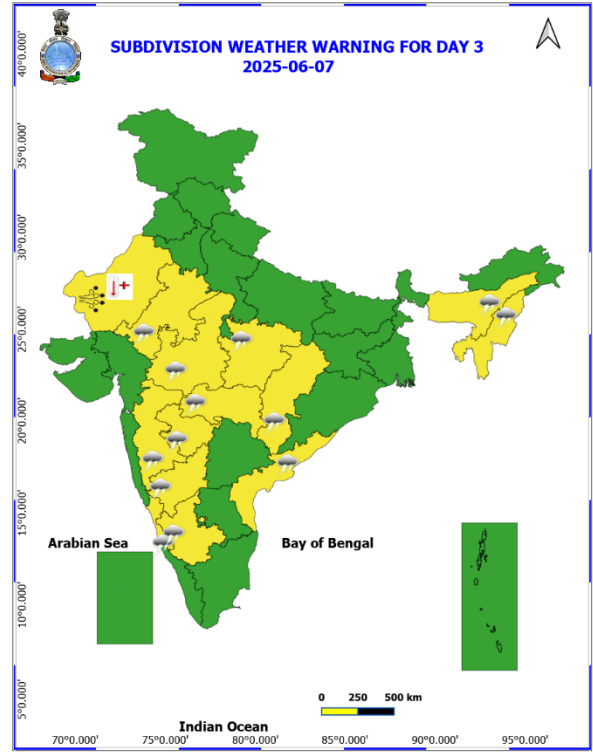 SUBDIVISION WEATHER WARNING FOR DAY 3
2025-06-07
40°0.000'
35°0.000'
30°0.000'
25°0.000'
20°0.000'
15°0.000'
10°0.000'
5°0.000'
Arabian Sea
Bay of Bengal
0 250 500 km
Indian Ocean
70°0.000' 75°0.000' 80°0.000' 85°0.000' 90°0.000' 95°0.000'